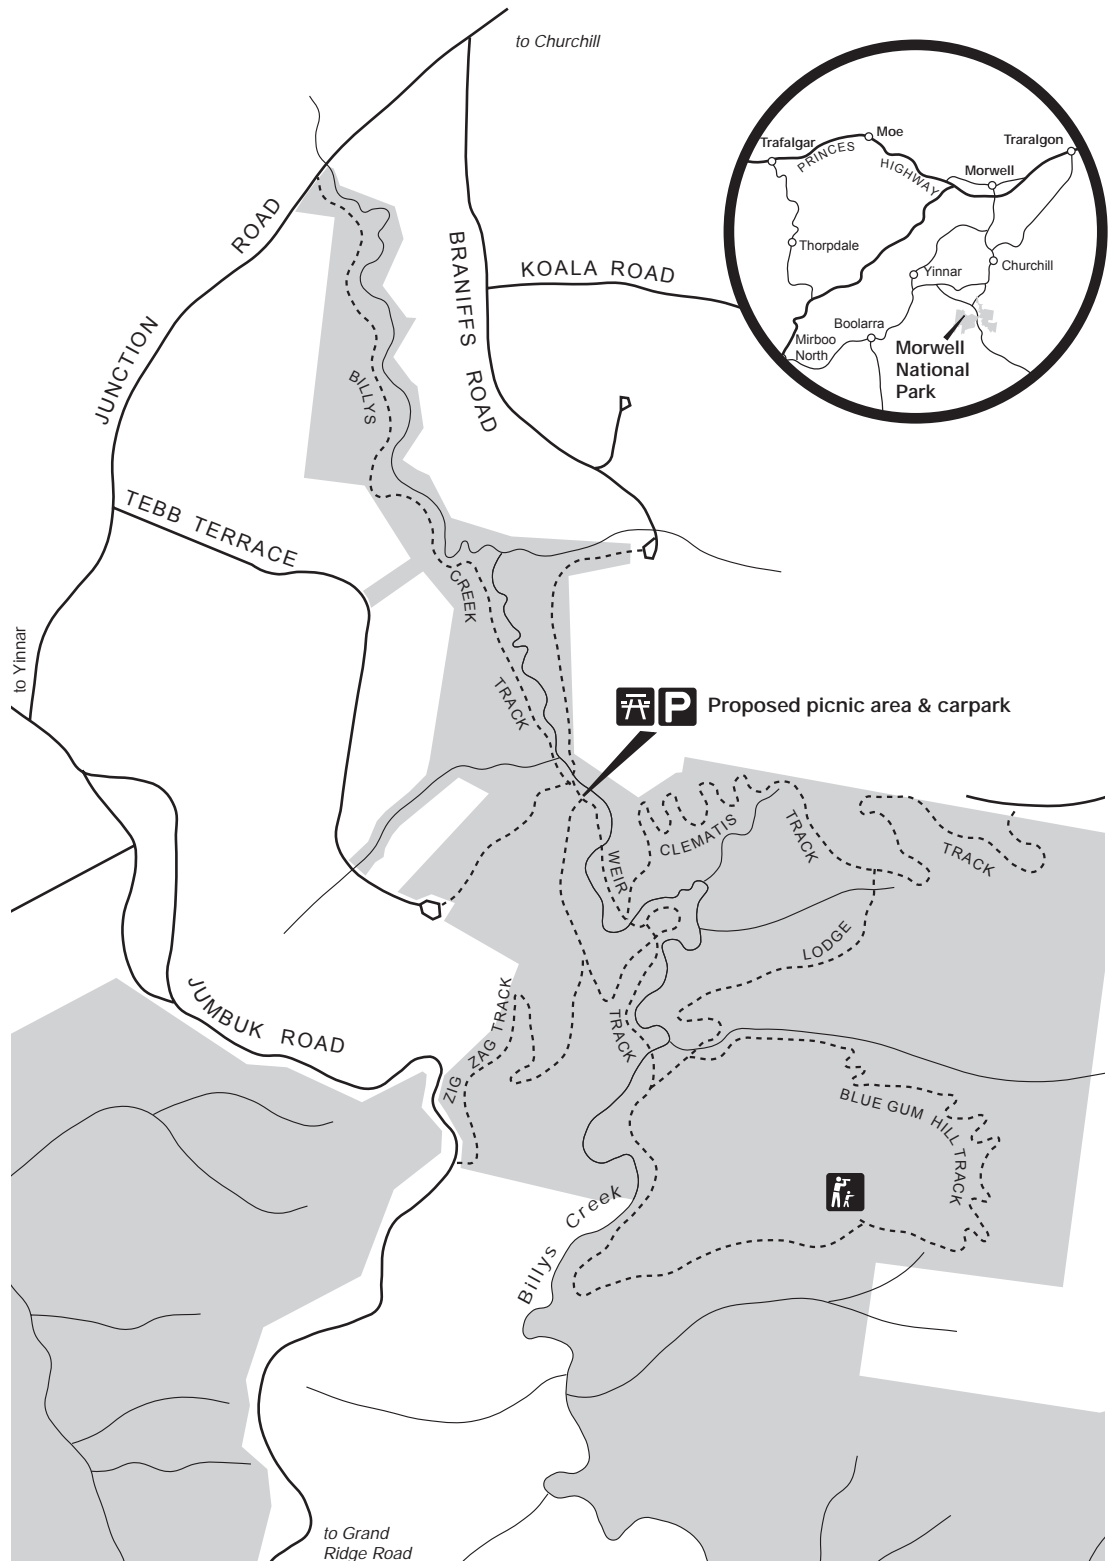 to Churchill
Trafalgar
Moe
Traralgon
PRINCES
HIGHWAY
Morwell
Thorpdale
Yinnar
Churchill
Boolarra
Mirboo
North
Morwell
National
Park
JUNCTION ROAD
BRANIFFS ROAD
KOALA ROAD
BILLYS
CREEK
TRACK
TEBB TERRACE
to Yinnar
P
Proposed picnic area & carpark
CLEMATIS
TRACK
TRACK
WEIR
TRACK
LODGE
ZIG ZAG TRACK
JUMBUK ROAD
BLUE GUM HILL TRACK
Billys Creek
to Grand
Ridge Road